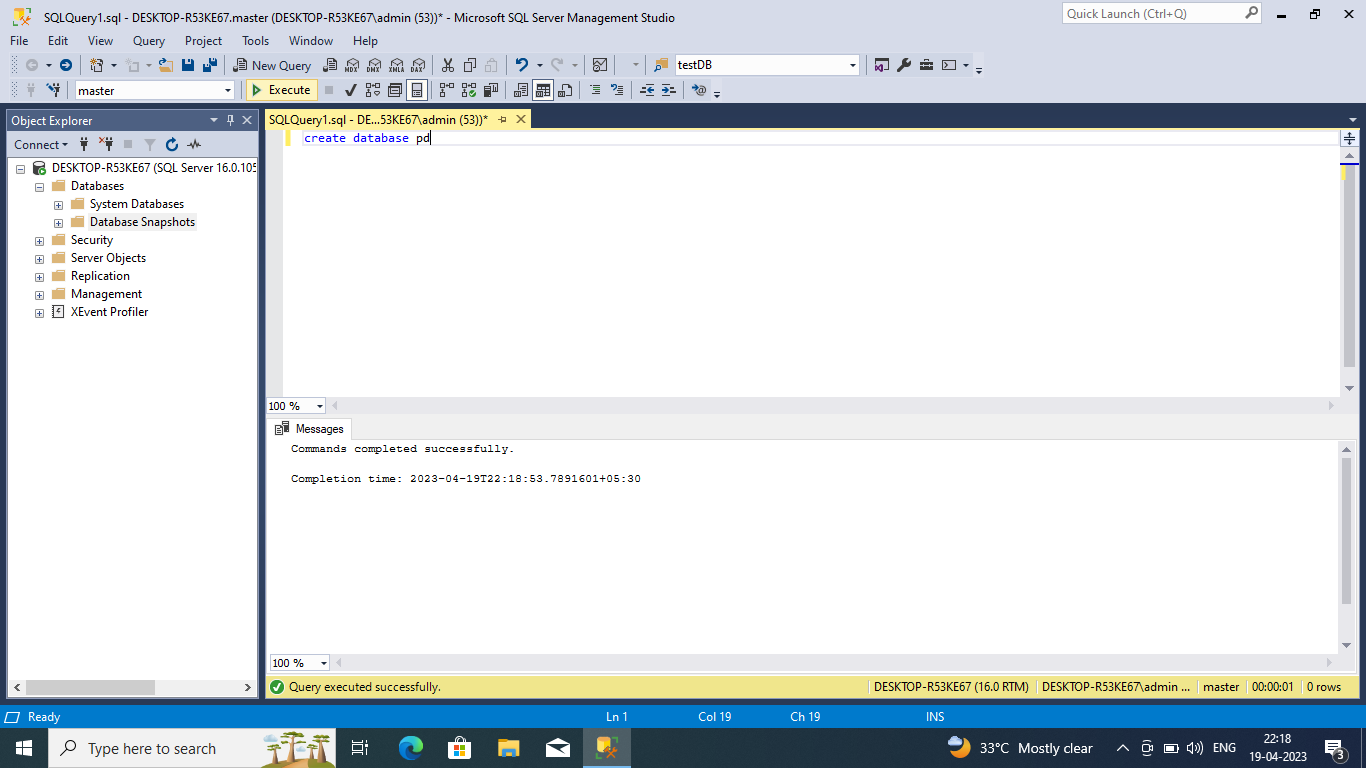 SQLQuery1.sql - DESKTOP-R53KE67.master (DESKTOP-R53KE67\admin (53))* - Microsoft SQL Server Management Studio
Quick Launch (Ctrl+Q)
File Edit View Query Project Tools Window Help
New Query
MDX DMX XMLA DAX
testDB
master
Execute
Object Explorer
SQLQuery1.sql - DE...53KE67\admin (53))*
Connect
create database pd
DESKTOP-R53KE67 (SQL Server 16.0.105
Databases
System Databases
Database Snapshots
Security
Server Objects
Replication
Management
XEvent Profiler
100 %
Messages
Commands completed successfully.
Completion time: 2023-04-19T22:18:53.7891601+05:30
100 %
Query executed successfully.
DESKTOP-R53KE67 (16.0 RTM)
DESKTOP-R53KE67\admin ...
master
00:00:01
0 rows
Ready
Ln 1
Col 19
Ch 19
INS
Type here to search
33°C Mostly clear
ENG
22:18
19-04-2023
3